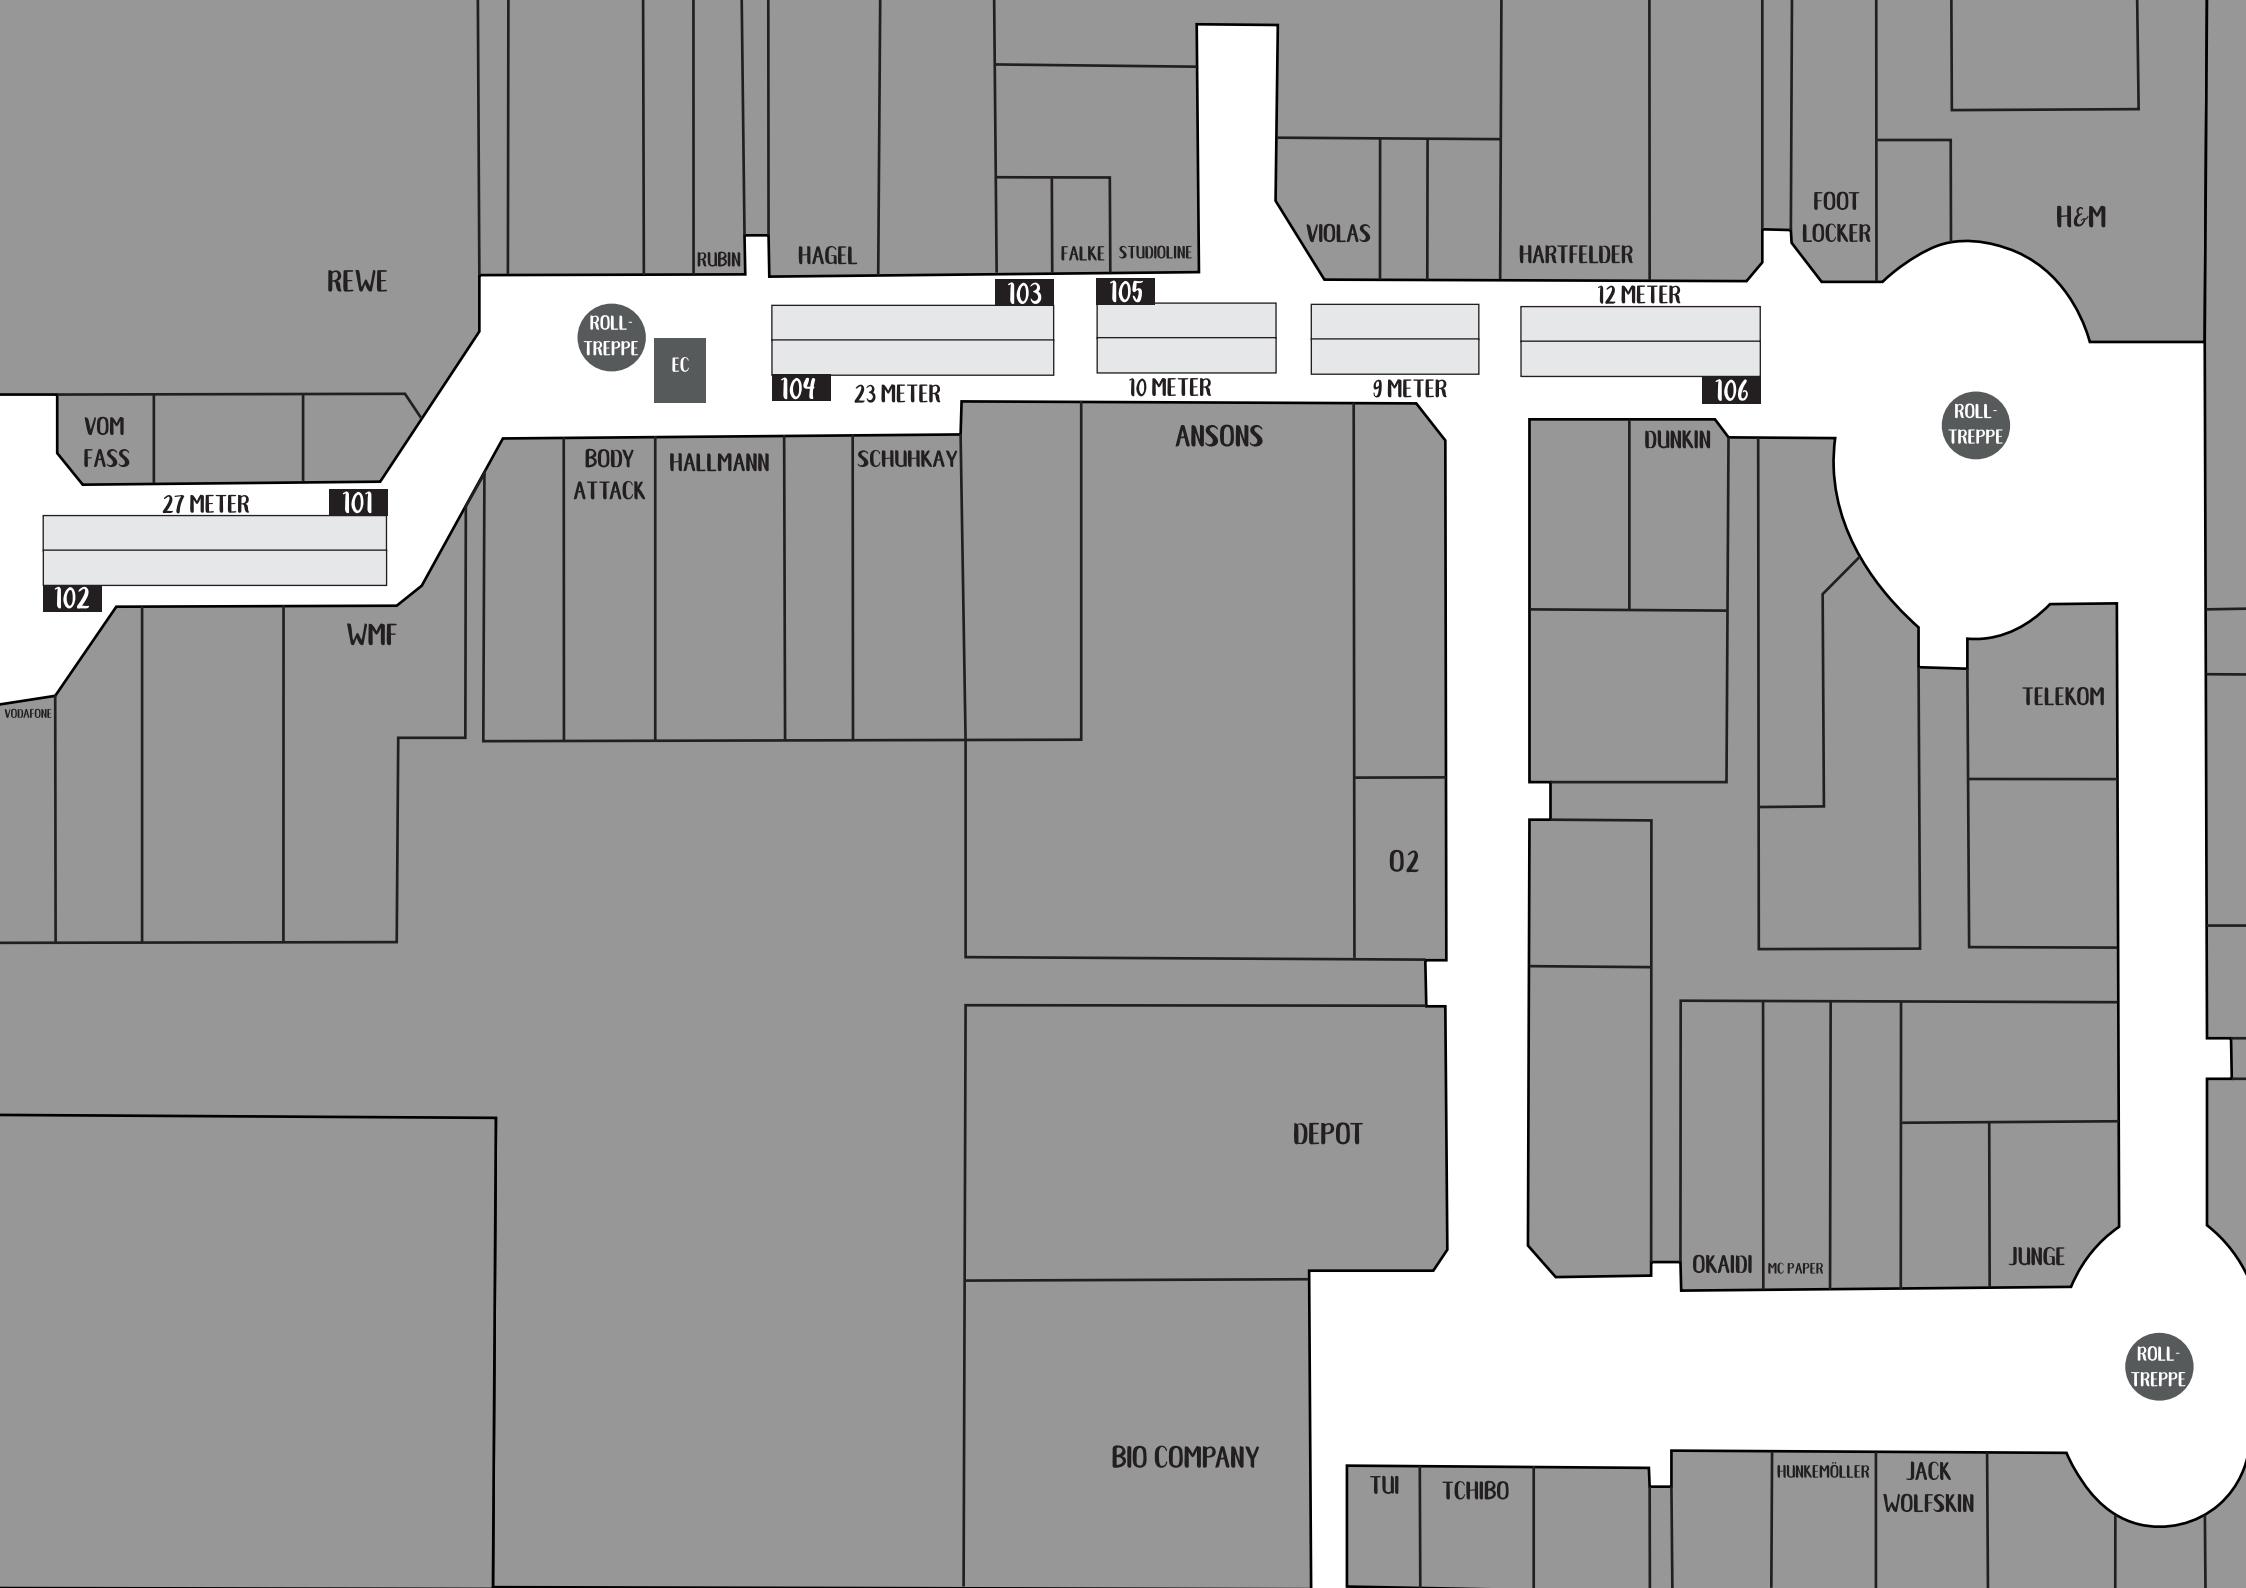 FOOT
LOCKER
H&M
VIOLAS
HARTFELDER
RUBIN
HAGEL
FALKE
STUDIOLINE
REWE
103
105
12 METER
ROLL-
TREPPE
EC
104
23 METER
10 METER
9 METER
106
ROLL-
TREPPE
VOM
FASS
ANSONS
DUNKIN
BODY
ATTACK
HALLMANN
SCHUHKAY
27 METER
101
102
WMF
VODAFONE
TELEKOM
O2
DEPOT
OKAIDI
MC PAPER
JUNGE
ROLL-
TREPPE
BIO COMPANY
TUI
TCHIBO
HUNKEMÖLLER
JACK
WOLFSKIN